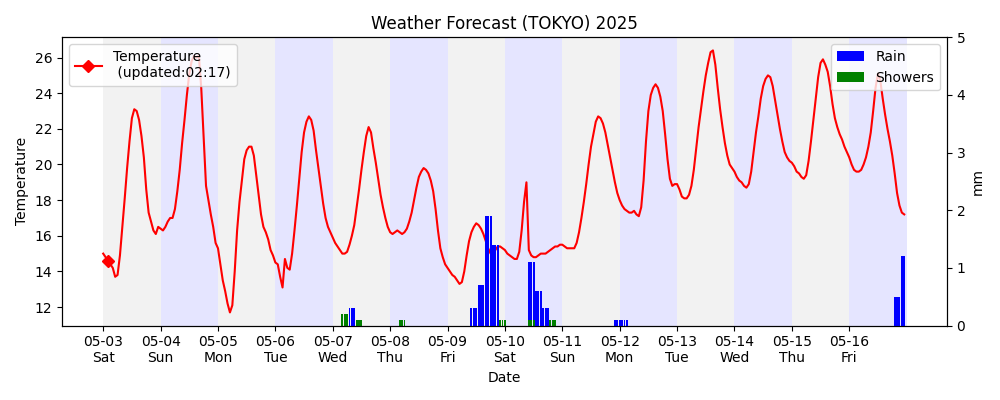 Weather Forecast (TOKYO) 2025
Temperature
(updated:02:17)
Rain
Showers
Temperature
26
24
22
20
18
16
14
12
5
4
3
2
1
0
mm
05-03 05-04 05-05 05-06 05-07 05-08 05-09 05-10 05-11 05-12 05-13 05-14 05-15 05-16
Sat Sun Mon Tue Wed Thu Fri Sat Sun Mon Tue Wed Thu Fri
Date